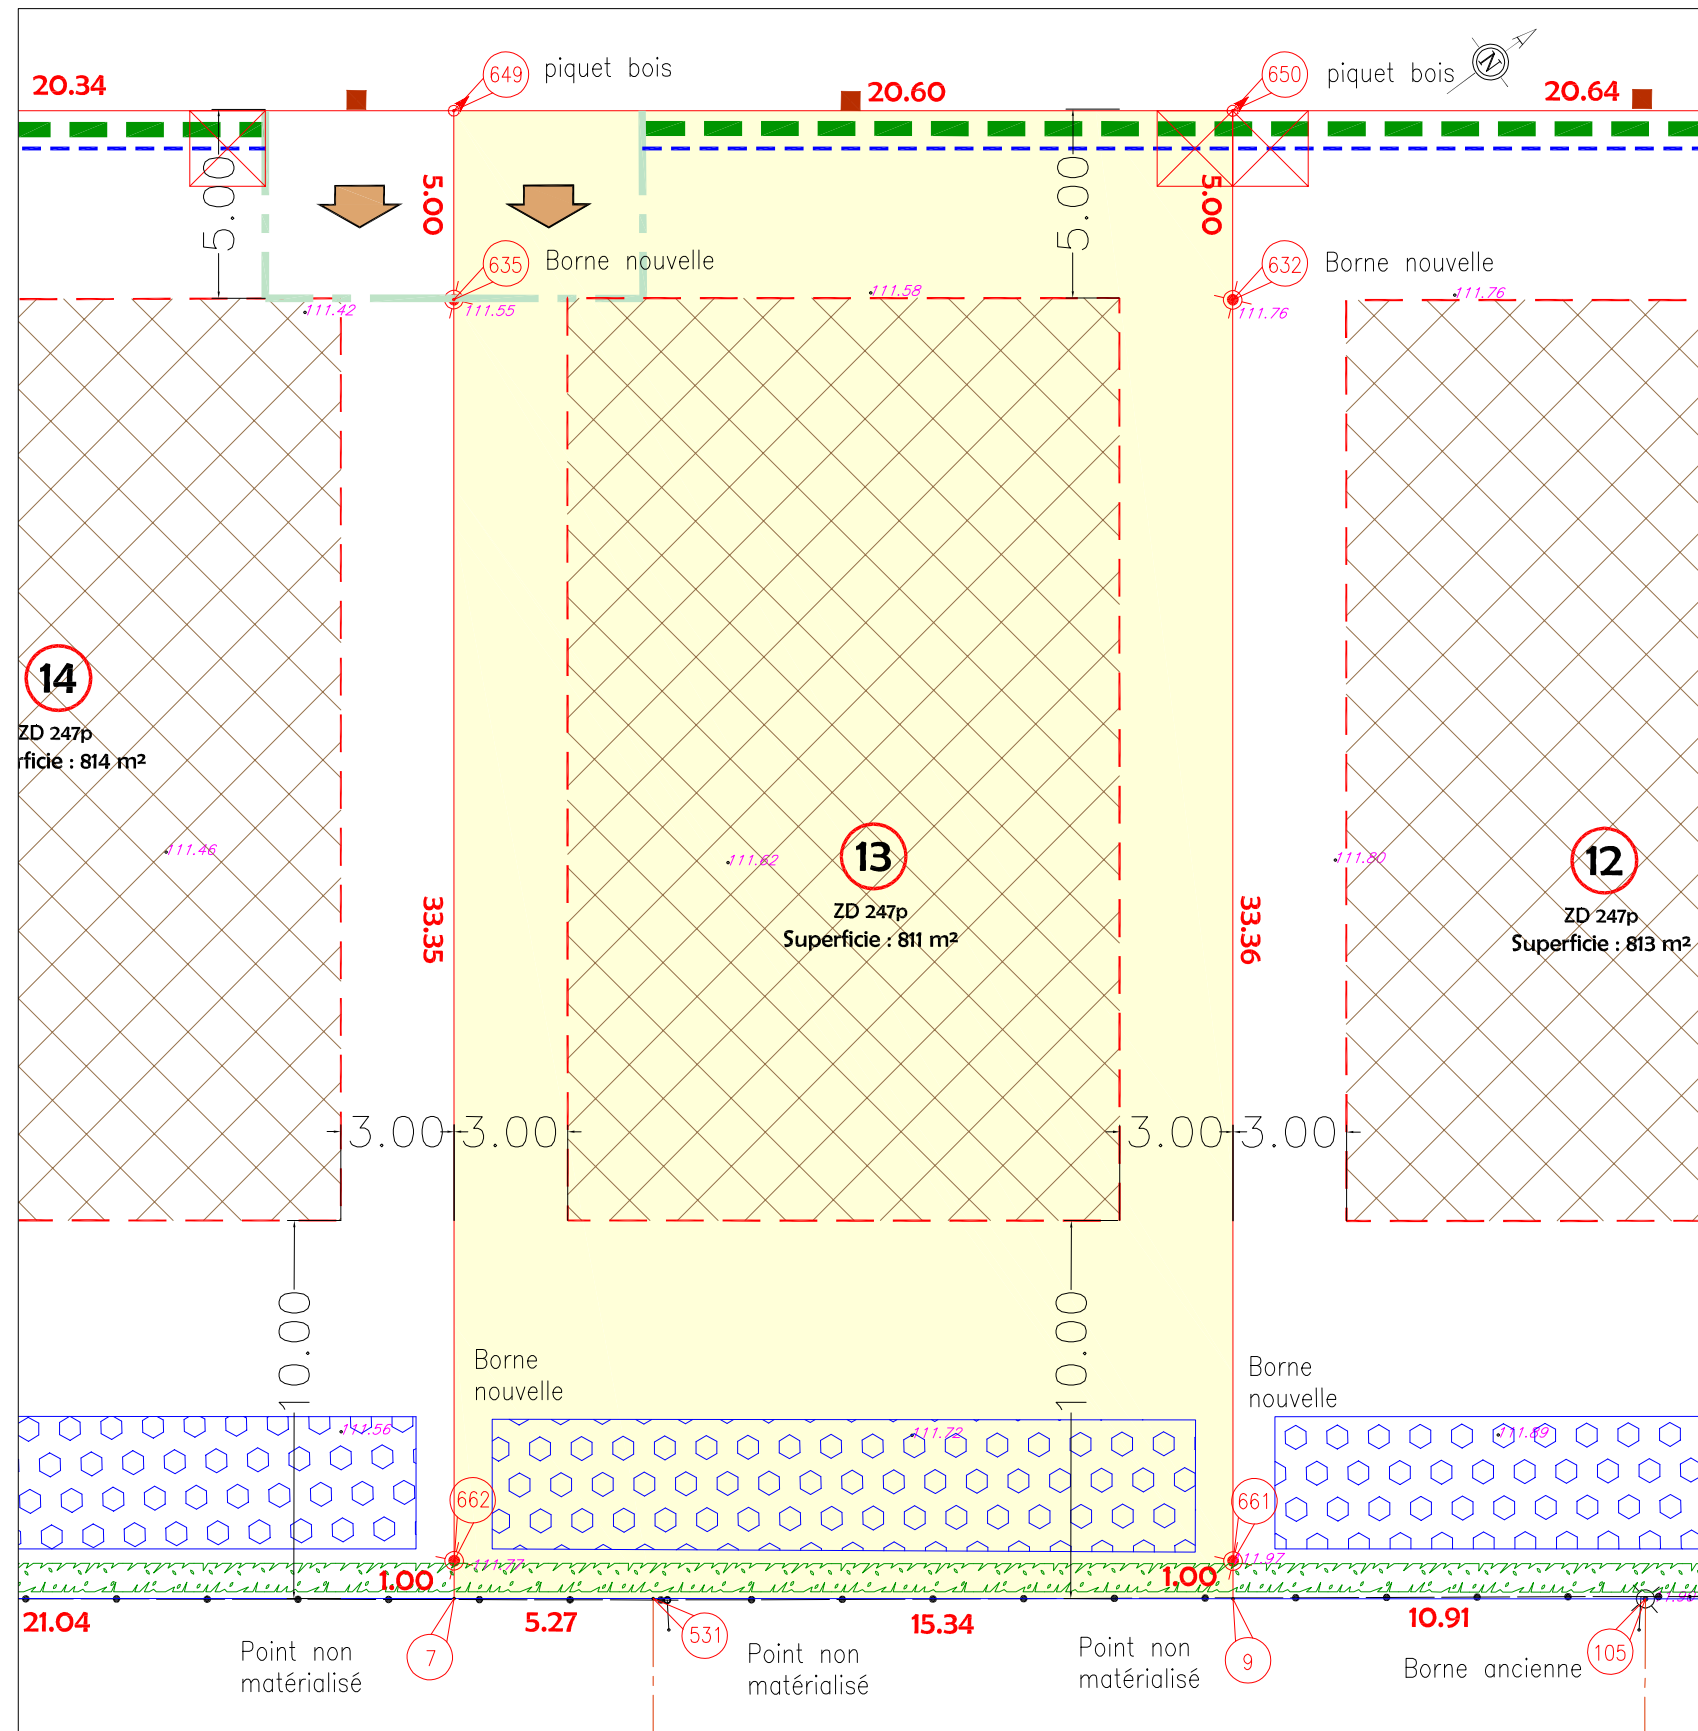 20.34
649
piquet bois
20.60
650
piquet bois
N
20.64
5.00
5.00
5.00
5.00
635
Borne nouvelle
632
Borne nouvelle
111.42
111.55
111.58
111.76
111.76
14
ZD 247p
rficie : 814 m²
111.46
111.62
13
ZD 247p
Superficie : 811 m²
111.80
12
ZD 247p
Superficie : 813 m²
33.35
33.36
3.00
3.00
3.00
3.00
10.00
10.00
Borne
nouvelle
Borne
nouvelle
111.56
111.72
111.89
662
661
111.77
11.97
1.00
1.00
21.04
5.27
531
15.34
10.91
105
7
9
Point non
matérialisé
Point non
matérialisé
Point non
matérialisé
Borne ancienne